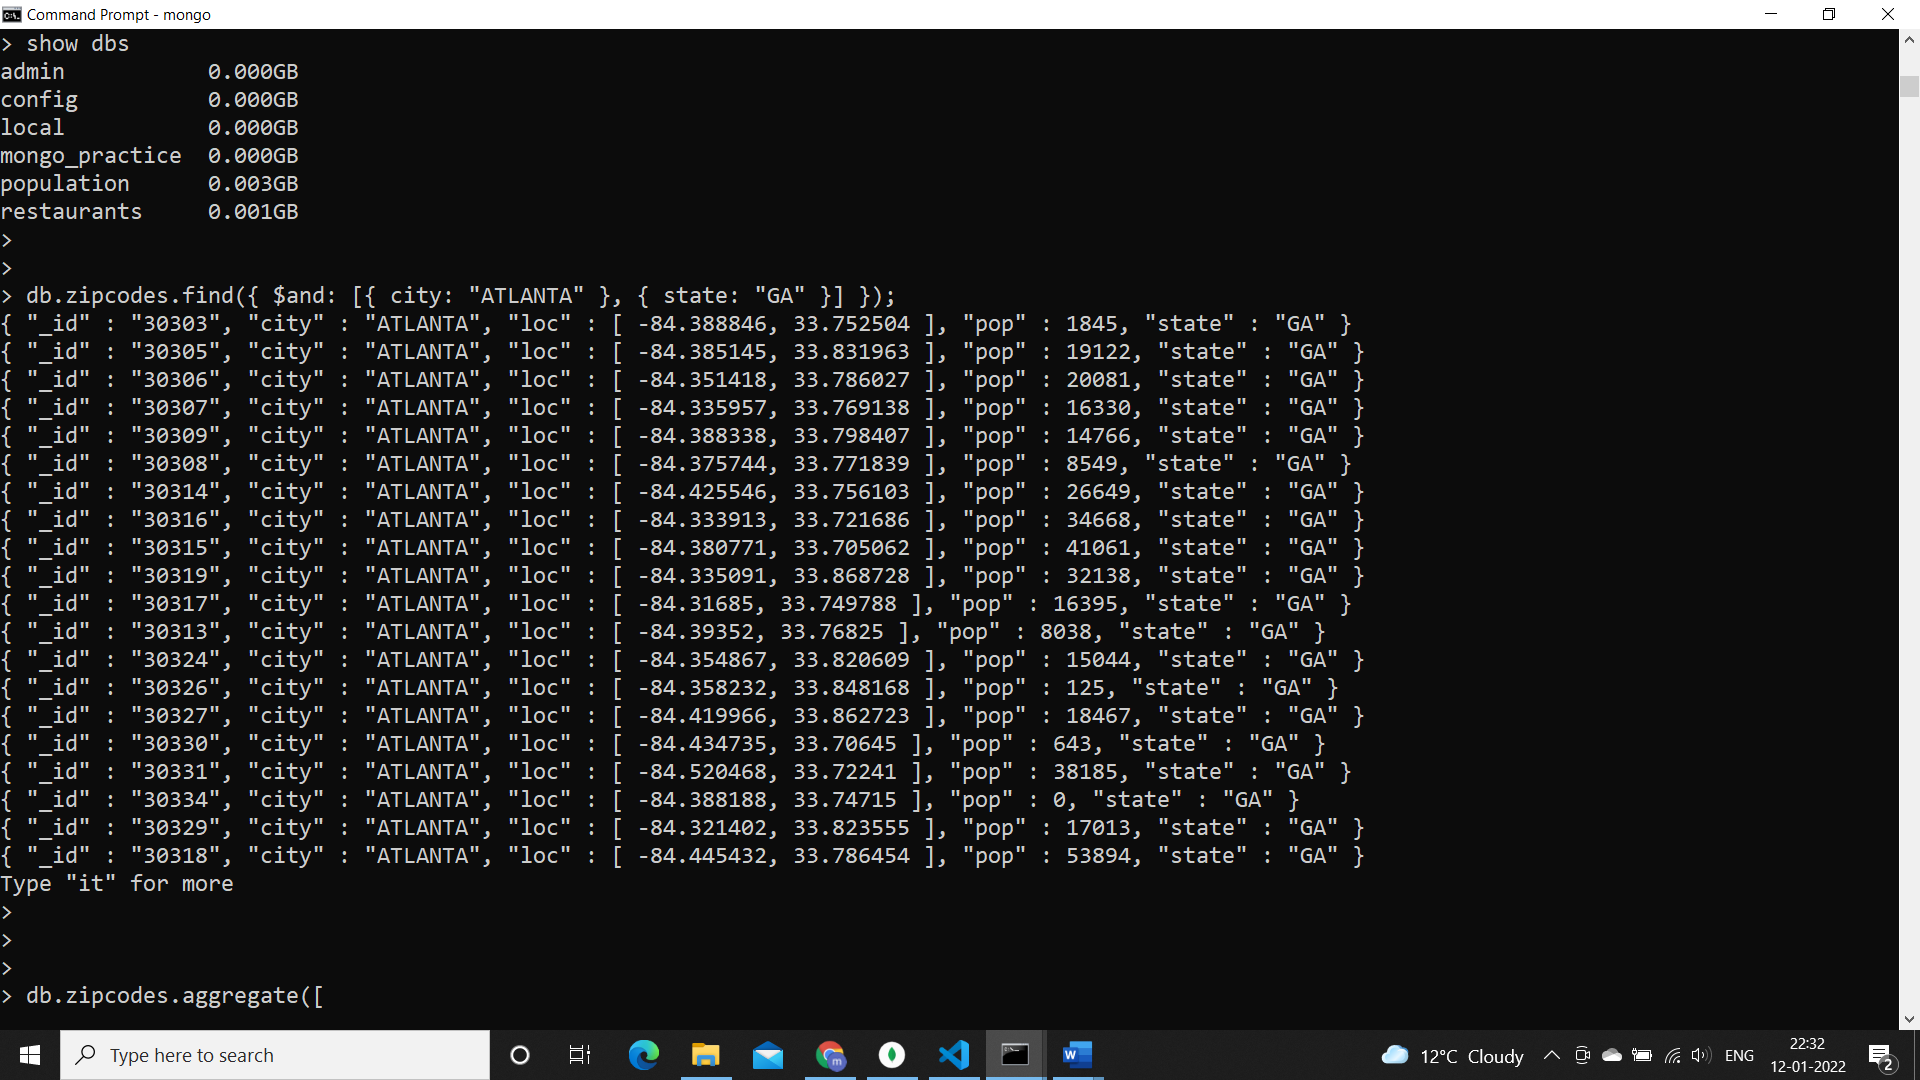 Command Prompt - mongo
> show dbs
admin           0.000GB
config          0.000GB
local           0.000GB
mongo_practice  0.000GB
population      0.003GB
restaurants     0.001GB
>
>
> db.zipcodes.find({ $and: [{ city: "ATLANTA" }, { state: "GA" }] });
{ "_id" : "30303", "city" : "ATLANTA", "loc" : [ -84.388846, 33.752504 ], "pop" : 1845, "state" : "GA" }
{ "_id" : "30305", "city" : "ATLANTA", "loc" : [ -84.385145, 33.831963 ], "pop" : 19122, "state" : "GA" }
{ "_id" : "30306", "city" : "ATLANTA", "loc" : [ -84.351418, 33.786027 ], "pop" : 20081, "state" : "GA" }
{ "_id" : "30307", "city" : "ATLANTA", "loc" : [ -84.335957, 33.769138 ], "pop" : 16330, "state" : "GA" }
{ "_id" : "30309", "city" : "ATLANTA", "loc" : [ -84.388338, 33.798407 ], "pop" : 14766, "state" : "GA" }
{ "_id" : "30308", "city" : "ATLANTA", "loc" : [ -84.375744, 33.771839 ], "pop" : 8549, "state" : "GA" }
{ "_id" : "30314", "city" : "ATLANTA", "loc" : [ -84.425546, 33.756103 ], "pop" : 26649, "state" : "GA" }
{ "_id" : "30316", "city" : "ATLANTA", "loc" : [ -84.333913, 33.721686 ], "pop" : 34668, "state" : "GA" }
{ "_id" : "30315", "city" : "ATLANTA", "loc" : [ -84.380771, 33.705062 ], "pop" : 41061, "state" : "GA" }
{ "_id" : "30319", "city" : "ATLANTA", "loc" : [ -84.335091, 33.868728 ], "pop" : 32138, "state" : "GA" }
{ "_id" : "30317", "city" : "ATLANTA", "loc" : [ -84.31685, 33.749788 ], "pop" : 16395, "state" : "GA" }
{ "_id" : "30313", "city" : "ATLANTA", "loc" : [ -84.39352, 33.76825 ], "pop" : 8038, "state" : "GA" }
{ "_id" : "30324", "city" : "ATLANTA", "loc" : [ -84.354867, 33.820609 ], "pop" : 15044, "state" : "GA" }
{ "_id" : "30326", "city" : "ATLANTA", "loc" : [ -84.358232, 33.848168 ], "pop" : 125, "state" : "GA" }
{ "_id" : "30327", "city" : "ATLANTA", "loc" : [ -84.419966, 33.862723 ], "pop" : 18467, "state" : "GA" }
{ "_id" : "30330", "city" : "ATLANTA", "loc" : [ -84.434735, 33.70645 ], "pop" : 643, "state" : "GA" }
{ "_id" : "30331", "city" : "ATLANTA", "loc" : [ -84.520468, 33.72241 ], "pop" : 38185, "state" : "GA" }
{ "_id" : "30334", "city" : "ATLANTA", "loc" : [ -84.388188, 33.74715 ], "pop" : 0, "state" : "GA" }
{ "_id" : "30329", "city" : "ATLANTA", "loc" : [ -84.321402, 33.823555 ], "pop" : 17013, "state" : "GA" }
{ "_id" : "30318", "city" : "ATLANTA", "loc" : [ -84.445432, 33.786454 ], "pop" : 53894, "state" : "GA" }
Type "it" for more
>
>
>
> db.zipcodes.aggregate([
Type here to search
12°C Cloudy
ENG
22:32
12-01-2022
2